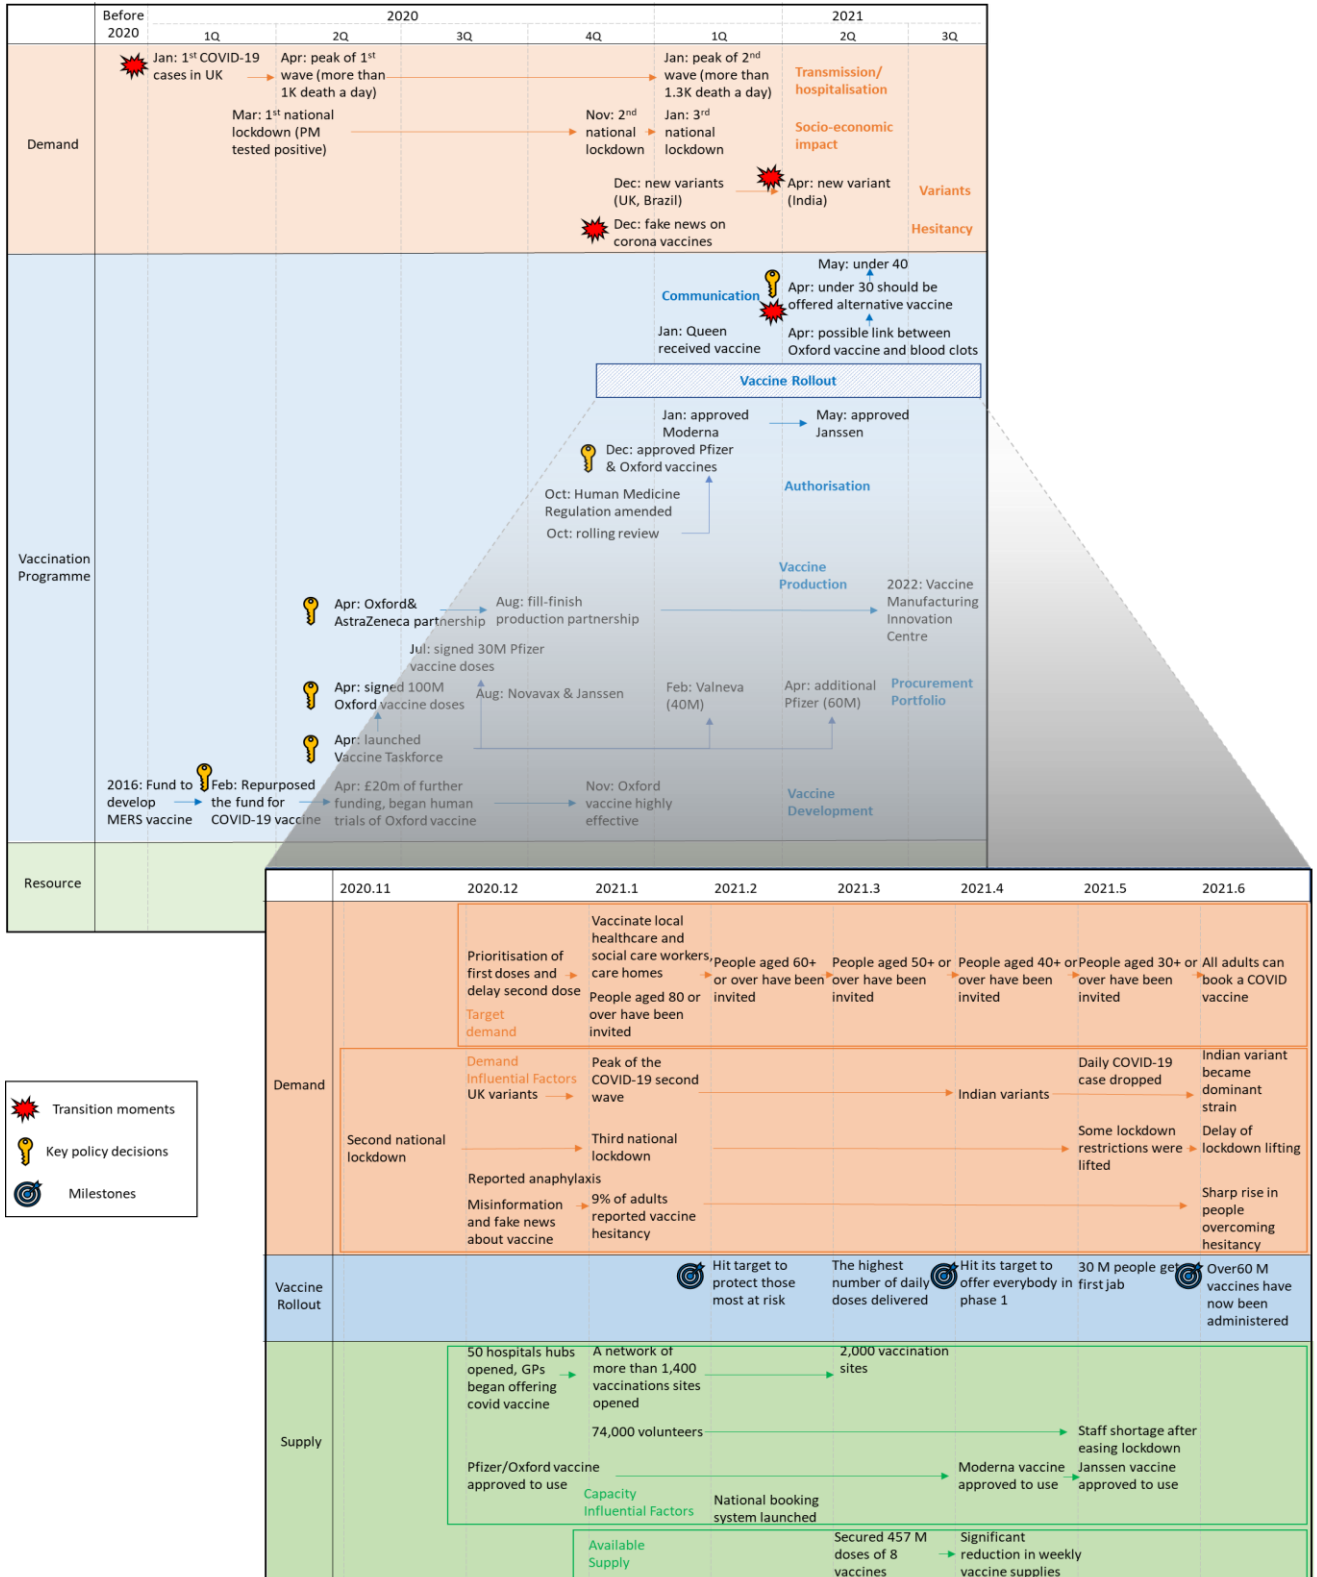 Before
2020
2020
2021
1Q
2Q
3Q
4Q
1Q
2Q
3Q
Demand
Jan: 1st COVID-19
cases in UK
Apr: peak of 1st
wave (more than
1K death a day)
Jan: peak of 2nd
wave (more than
1.3K death a day)
Transmission/
hospitalisation
Mar: 1st national
lockdown (PM
tested positive)
Nov: 2nd
national
lockdown
Jan: 3rd
national
lockdown
Socio-economic
impact
Dec: new variants
(UK, Brazil)
Apr: new variant
(India)
Variants
Dec: fake news on
corona vaccines
Hesitancy
Vaccination
Programme
May: under 40
Communication
Apr: under 30 should be
offered alternative vaccine
Jan: Queen
received vaccine
Apr: possible link between
Oxford vaccine and blood clots
Vaccine Rollout
Jan: approved
Moderna
May: approved
Janssen
Dec: approved Pfizer
& Oxford vaccines
Authorisation
Oct: Human Medicine
Regulation amended
Oct: rolling review
Vaccine
Production
Apr: Oxford&
AstraZeneca partnership
Aug: fill-finish
production partnership
2022: Vaccine
Manufacturing
Innovation
Centre
Jul: signed 30M Pfizer
vaccine doses
Apr: signed 100M
Oxford vaccine doses
Aug: Novavax & Janssen
Feb: Valneva
(40M)
Apr: additional
Pfizer (60M)
Procurement
Portfolio
Apr: launched
Vaccine Taskforce
2016: Fund to
develop
MERS vaccine
Feb: Repurposed
the fund for
COVID-19 vaccine
Apr: £20m of further
funding, began human
trials of Oxford vaccine
Nov: Oxford
vaccine highly
effective
Vaccine
Development
Resource
2020.11
2020.12
2021.1
2021.2
2021.3
2021.4
2021.5
2021.6
Demand
Prioritisation of
first doses and
delay second dose
Target
demand
Vaccinate local
healthcare and
social care workers,
care homes
People aged 80 or
over have been
invited
People aged 60+
or over have been
invited
People aged 50+ or
over have been
invited
People aged 40+ or
over have been
invited
People aged 30+ or
over have been
invited
All adults can
book a COVID
vaccine
Demand
Influential Factors
UK variants
Peak of the
COVID-19 second
wave
Indian variants
Daily COVID-19
case dropped
Indian variant
became
dominant
strain
Second national
lockdown
Third national
lockdown
Some lockdown
restrictions were
lifted
Delay of
lockdown lifting
Reported anaphylaxis
Misinformation
and fake news
about vaccine
9% of adults
reported vaccine
hesitancy
Sharp rise in
people
overcoming
hesitancy
Vaccine
Rollout
Hit target to
protect those
most at risk
The highest
number of daily
doses delivered
Hit its target to
offer everybody in
phase 1
30 M people get
first jab
Over60 M
vaccines have
now been
administered
Supply
50 hospitals hubs
opened, GPs
began offering
covid vaccine
A network of
more than 1,400
vaccinations sites
opened
2,000 vaccination
sites
74,000 volunteers
Staff shortage after
easing lockdown
Pfizer/Oxford vaccine
approved to use
Moderna vaccine
approved to use
Janssen vaccine
approved to use
Capacity
Influential Factors
National booking
system launched
Available
Supply
Secured 457 M
doses of 8
vaccines
Significant
reduction in weekly
vaccine supplies
Transition moments
Key policy decisions
Milestones